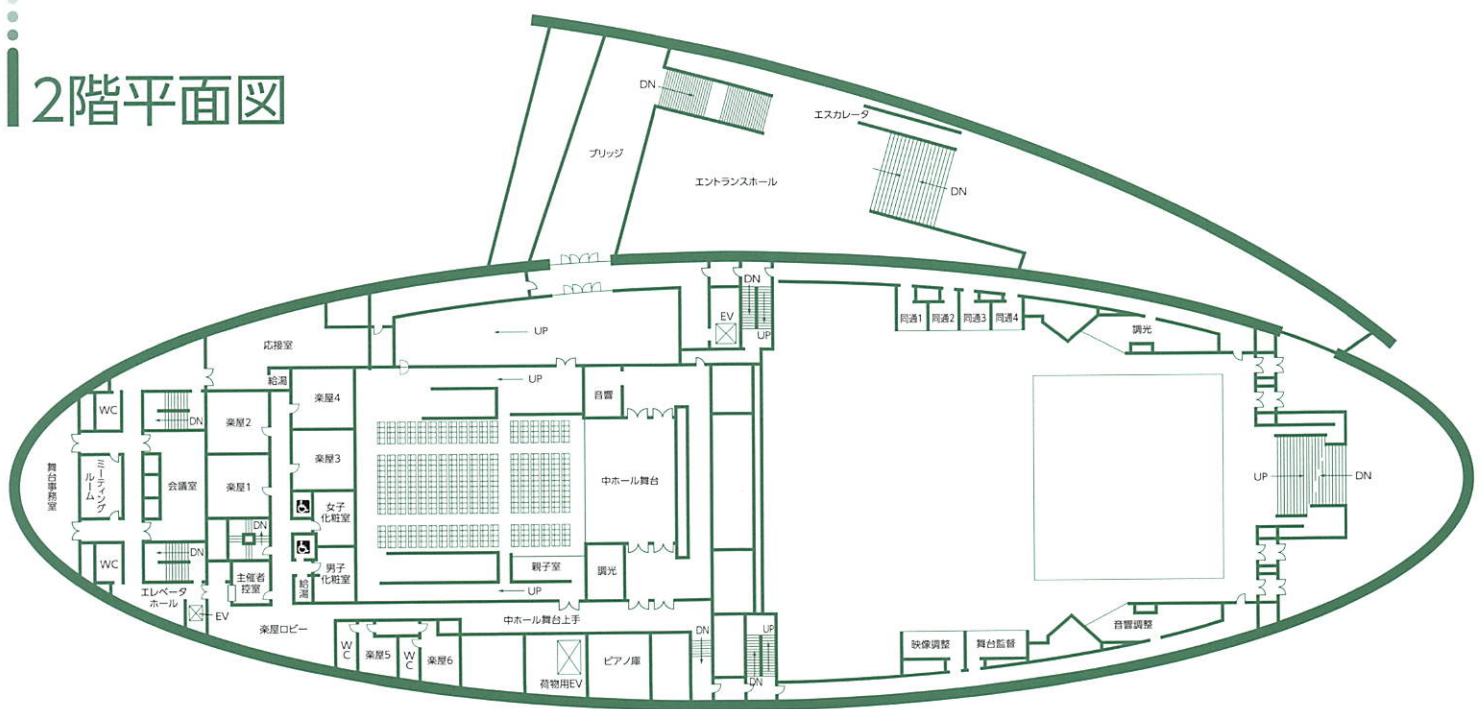 2階平面図
DN
エスカレータ
ブリッジ
エントランスホール
DN
DN
EV
UP
UP
同通1
同通2
同通3
同通4
調光
応接室
給湯
UP
音響
WC
DN
楽屋2
楽屋4
舞台事務室
ミーティング
ルーム
会議室
楽屋1
楽屋3
中ホール舞台
UP
DN
女子
化粧室
DN
WC
DN
主催者
控室
給湯
男子
化粧室
親子室
調光
UP
エレベータ
ホール
EV
楽屋ロビー
中ホール舞台上手
WC
楽屋5
WC
楽屋6
荷物用EV
ピアノ庫
DN
UP
DN
映像調整
舞台監督
音響調整